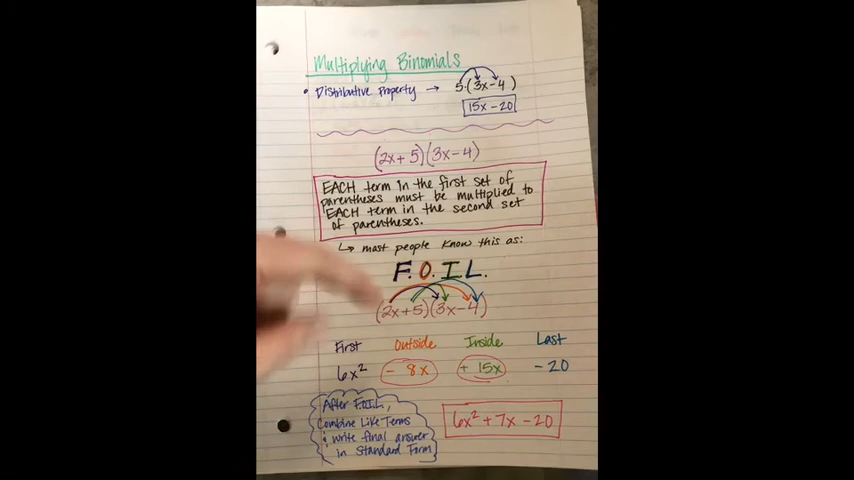 Multiplying Binomials
• Distributive Property → 5·(3x-4)
15x-20
(2x+5)(3x-4)
EACH term in the first set of
parentheses must be multiplied to
EACH term in the second set
of parentheses.
↳ most people know this as:
F.O.I.L.
(2x+5)(3x-4)
First Outside Inside Last
6x² - 8x + 15x - 20
After F.O.I.L,
Combine Like Terms
& write final answer
in Standard Form
6x²+7x-20